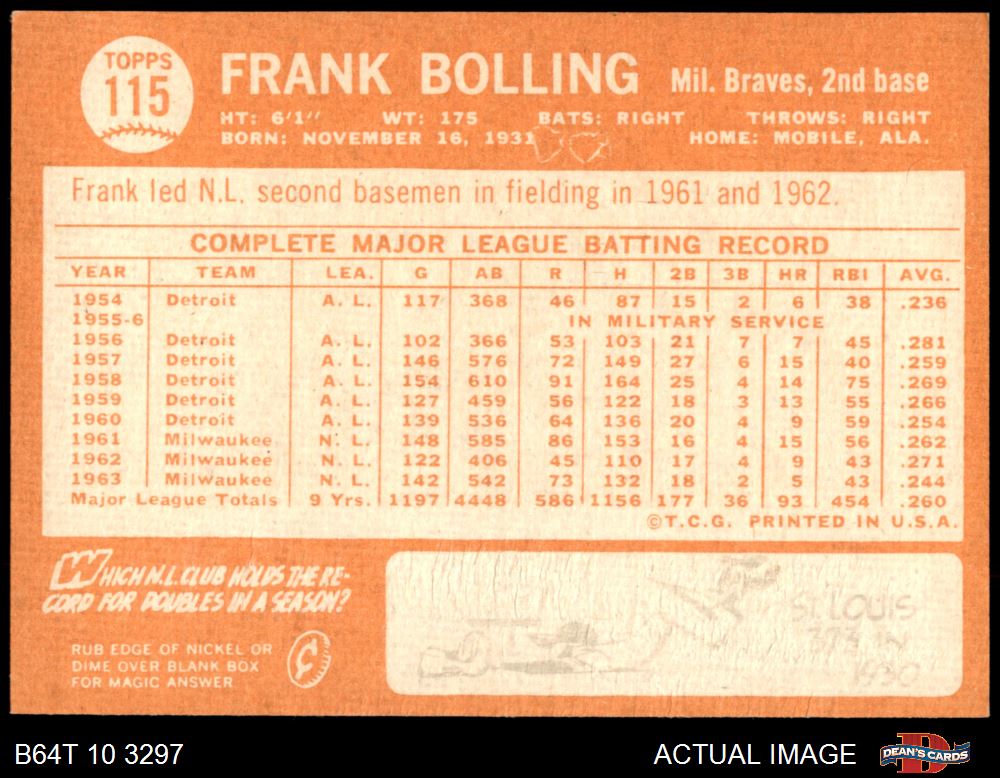 TOPPS
115
FRANK BOLLING Mil. Braves, 2nd base
HT: 6'1" WT: 175 BATS: RIGHT THROWS: RIGHT
BORN: NOVEMBER 16, 1931 HOME: MOBILE, ALA.
Frank led N.L. second basemen in fielding in 1961 and 1962.
COMPLETE MAJOR LEAGUE BATTING RECORD
YEAR TEAM LEA. G AB R H 2B 3B HR RBI AVG.
1954 Detroit A. L. 117 368 46 87 15 2 6 38 .236
1955-6 IN MILITARY SERVICE
1956 Detroit A. L. 102 366 53 103 21 7 7 45 .281
1957 Detroit A. L. 146 576 72 149 27 6 15 40 .259
1958 Detroit A. L. 154 610 91 164 25 4 14 75 .269
1959 Detroit A. L. 127 459 56 122 18 3 13 55 .266
1960 Detroit A. L. 139 536 64 136 20 4 9 59 .254
1961 Milwaukee N. L. 148 585 86 153 16 4 15 56 .262
1962 Milwaukee N. L. 122 406 45 110 17 4 9 43 .271
1963 Milwaukee N. L. 142 542 73 132 18 2 5 43 .244
Major League Totals 9 Yrs. 1197 4448 586 1156 177 36 93 454 .260
©T.C.G. PRINTED IN U.S.A.
WHICH N.L. CLUB HOLDS THE RE-
CORD FOR DOUBLES IN A SEASON?
RUB EDGE OF NICKEL OR
DIME OVER BLANK BOX
FOR MAGIC ANSWER
ST. LOUIS
373 IN
1930
B64T 10 3297 ACTUAL IMAGE DEAN'S CARDS